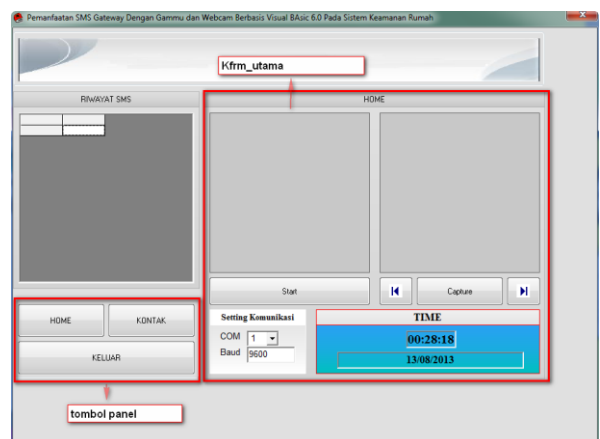 Pemanfaatan SMS Gateway Dengan Gammu dan Webcam Berbasis Visual BAsic 6.0 Pada Sistem Keamanan Rumah
Kfrm_utama
RIWAYAT SMS
HOME
Start
Capture
HOME
KONTAK
KELUAR
Setting Komunikasi
COM 1
Baud 9600
TIME
00:28:18
13/08/2013
tombol panel